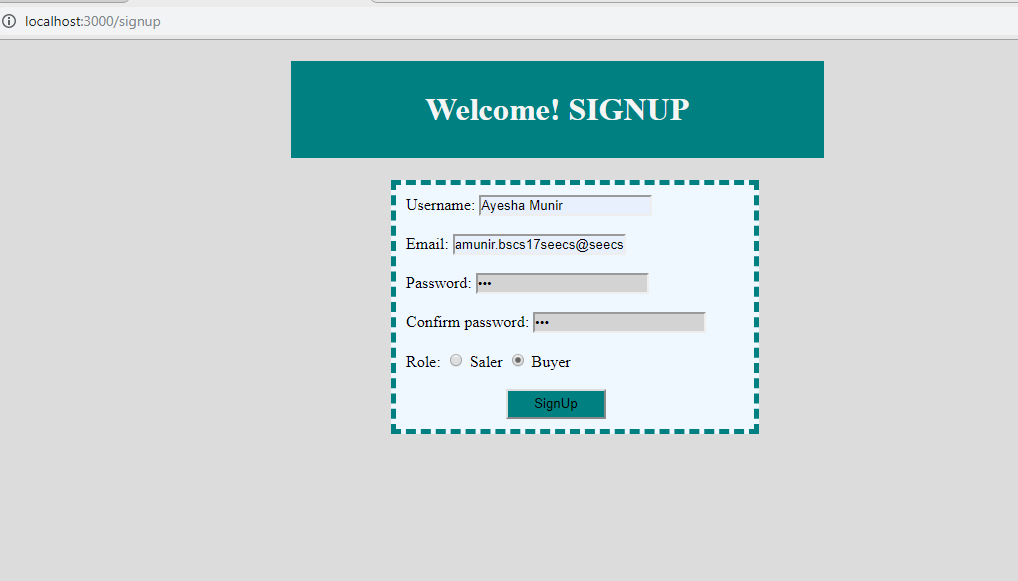 localhost:3000/signup
Welcome! SIGNUP
Username: Ayesha Munir
Email: amunir.bscs17seecs@seecs
Password: •••
Confirm password: •••
Role: Saler Buyer
SignUp